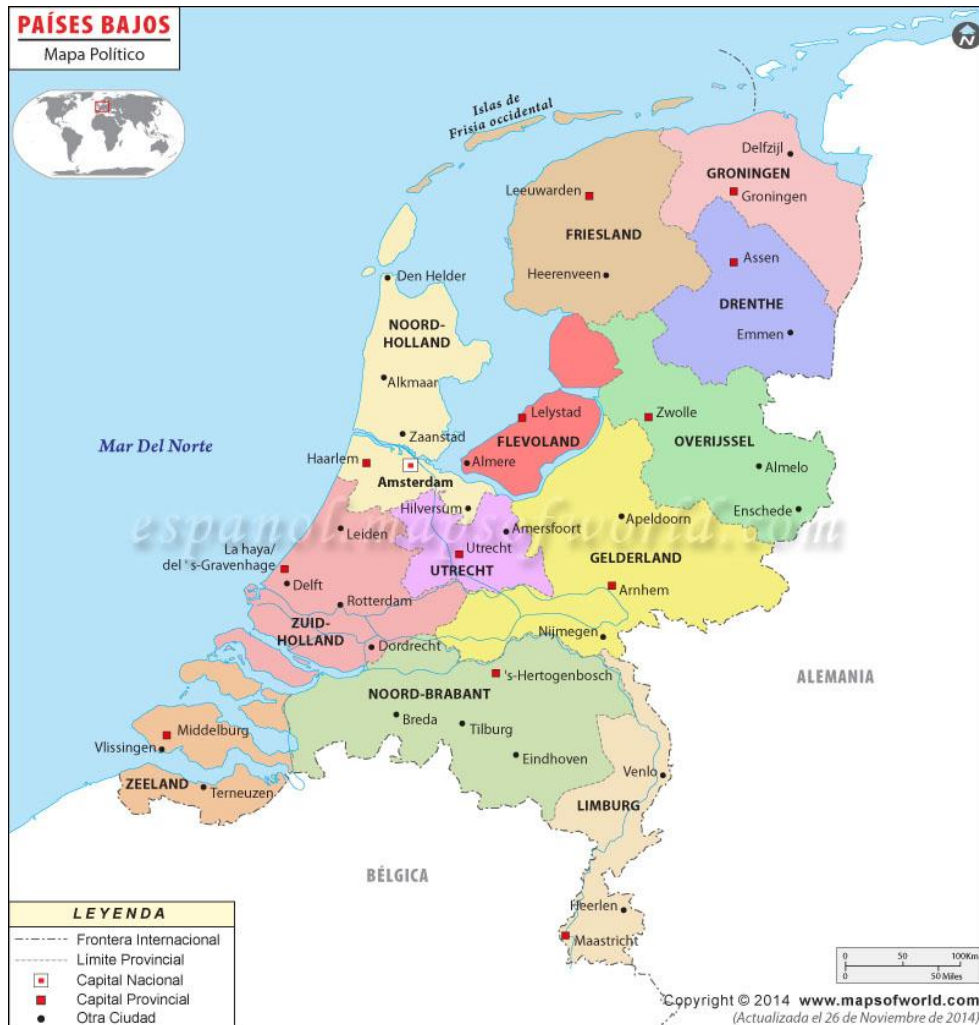 PAÍSES BAJOS
Mapa Político
N
Islas de
Frisia occidental
Delfzijl
GRONINGEN
Leeuwarden
Groningen
FRIESLAND
Assen
Heerenveen
Den Helder
DRENTHE
NOORD-
HOLLAND
Emmen
Alkmaar
Lelystad
Zwolle
Zaanstad
FLEVOLAND
OVERIJSSEL
Mar Del Norte
Haarlem
Almere
Almelo
Amsterdam
Hilversum
Enschede
Apeldoorn
espanol.mapsofworld.com
Leiden
Amersfoort
La haya/
del ' s-Gravenhage
Utrecht
GELDERLAND
UTRECHT
Delft
Arnhem
Rotterdam
ZUID-
HOLLAND
Nijmegen
Dordrecht
ALEMANIA
's-Hertogenbosch
NOORD-BRABANT
Breda
Tilburg
Middelburg
Vlissingen
Eindhoven
Venlo
ZEELAND
Terneuzen
LIMBURG
BÉLGICA
Heerlen
Maastricht
LEYENDA
Frontera Internacional
Límite Provincial
Capital Nacional
Capital Provincial
Otra Ciudad
0 50 100Km
0 50 Miles
Copyright © 2014 www.mapsofworld.com
(Actualizada el 26 de Noviembre de 2014)